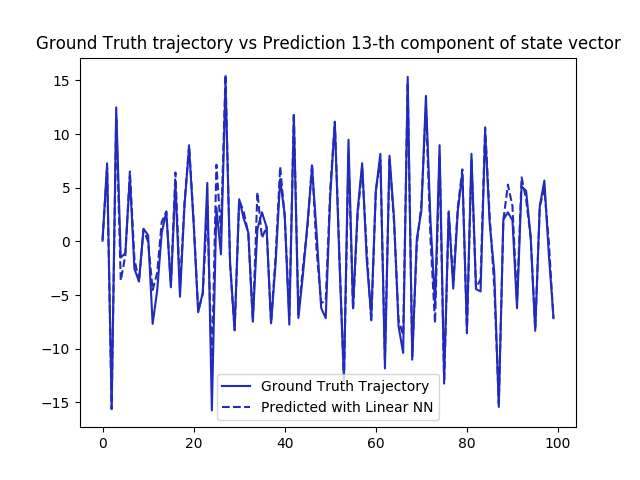 Ground Truth trajectory vs Prediction 13-th component of state vector
15
10
5
0
−5
−10
−15
Ground Truth Trajectory
Predicted with Linear NN
0 20 40 60 80 100